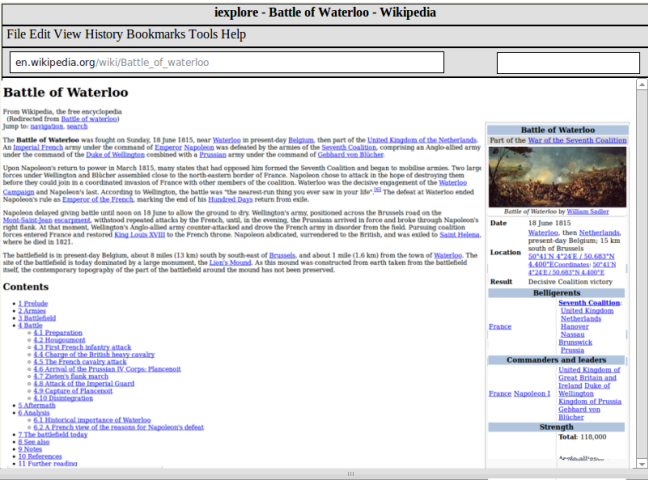 iexplore - Battle of Waterloo - Wikipedia
File Edit View History Bookmarks Tools Help
en.wikipedia.org/wiki/Battle_of_waterloo
Battle of Waterloo
From Wikipedia, the free encyclopedia
(Redirected from Battle of waterloo)
Jump to: navigation, search
The Battle of Waterloo was fought on Sunday, 18 June 1815, near Waterloo in present-day Belgium, then part of the United Kingdom of the Netherlands.
An Imperial French army under the command of Emperor Napoleon was defeated by the armies of the Seventh Coalition, comprising an Anglo-allied army
under the command of the Duke of Wellington combined with a Prussian army under the command of Gebhard von Blücher.
Upon Napoleon's return to power in March 1815, many states that had opposed him formed the Seventh Coalition and began to mobilise armies. Two large
forces under Wellington and Blücher assembled close to the north-eastern border of France. Napoleon chose to attack in the hope of destroying them
before they could join in a coordinated invasion of France with other members of the coalition. Waterloo was the decisive engagement of the Waterloo
Campaign and Napoleon's last. According to Wellington, the battle was "the nearest-run thing you ever saw in your life". The defeat at Waterloo ended
Napoleon's rule as Emperor of the French, marking the end of his Hundred Days return from exile.
Napoleon delayed giving battle until noon on 18 June to allow the ground to dry. Wellington's army, positioned across the Brussels road on the
Mont-Saint-Jean escarpment, withstood repeated attacks by the French, until, in the evening, the Prussians arrived in force and broke through Napoleon's
right flank. At that moment, Wellington's Anglo-allied army counter-attacked and drove the French army in disorder from the field. Pursuing coalition
forces entered France and restored King Louis XVIII to the French throne. Napoleon abdicated, surrendered to the British, and was exiled to Saint Helena,
where he died in 1821.
The battlefield is in present-day Belgium, about 8 miles (13 km) south by south-east of Brussels, and about 1 mile (1.6 km) from the town of Waterloo. The
site of the battlefield is today dominated by a large monument, the Lion's Mound. As this mound was constructed from earth taken from the battlefield
itself, the contemporary topography of the part of the battlefield around the mound has not been preserved.
Contents
1 Prelude
2 Armies
3 Battlefield
4 Battle
4.1 Preparation
4.2 Hougoumont
4.3 First French infantry attack
4.4 Charge of the British heavy cavalry
4.5 The French cavalry attack
4.6 Arrival of the Prussian IV Corps: Plancenoit
4.7 Zieten's flank march
4.8 Attack of the Imperial Guard
4.9 Capture of Plancenoit
4.10 Disintegration
5 Aftermath
6 Analysis
6.1 Historical importance of Waterloo
6.2 A French view of the reasons for Napoleon's defeat
7 The battlefield today
8 See also
9 Notes
10 References
11 Further reading
Battle of Waterloo
Part of the War of the Seventh Coalition
Battle of Waterloo by William Sadler
Date 18 June 1815
Location Waterloo, then Netherlands,
present-day Belgium; 15 km
south of Brussels
50°41′N 4°24′E / 50.683°N
4.400°E Coordinates: 50°41′N
4°24′E / 50.683°N 4.400°E
Result Decisive Coalition victory
Belligerents
France
Seventh Coalition:
United Kingdom
Netherlands
Hanover
Nassau
Brunswick
Prussia
Commanders and leaders
France Napoleon I
United Kingdom of
Great Britain and
Ireland Duke of
Wellington
Kingdom of Prussia
Gebhard von
Blücher
Strength
Total: 118,000